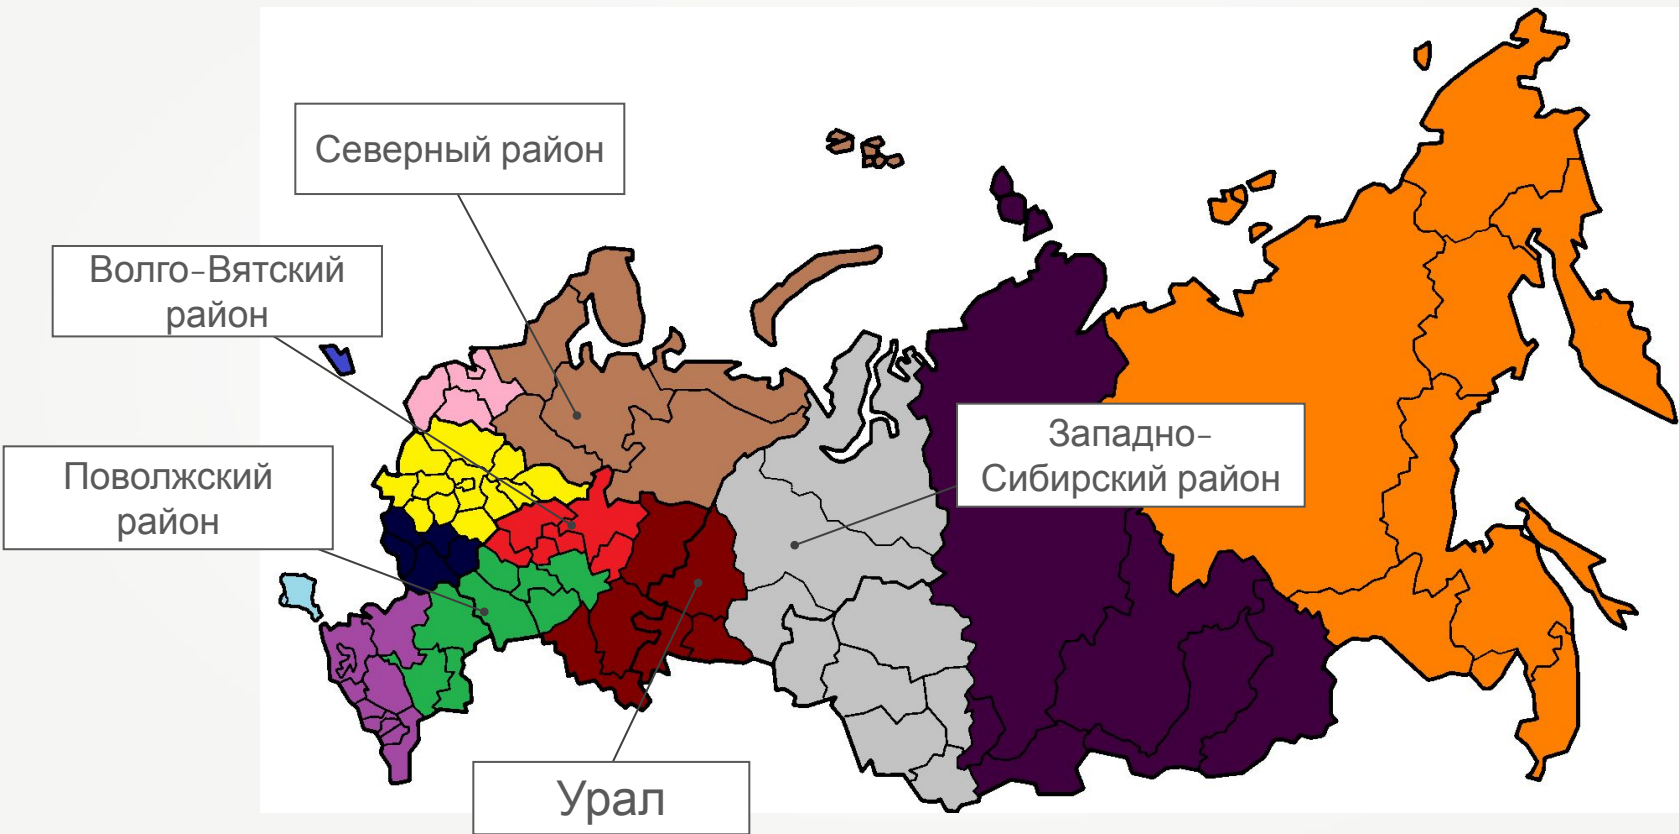 Северный район
Волго-Вятский
район
Поволжский
район
Западно-
Сибирский район
Урал